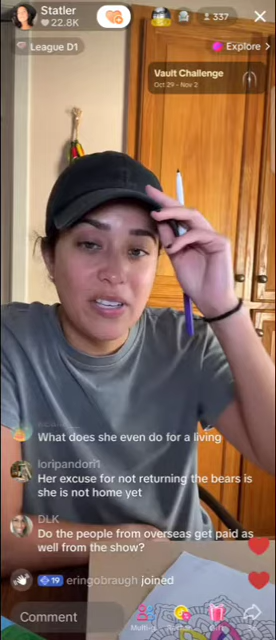 Statler
22.8K
337
League D1
Explore >
Vault Challenge
Oct 29 - Nov 2
What does she even do for a living
loripandori1
Her excuse for not returning the bears is she is not home yet
DLK
Do the people from overseas get paid as well from the show?
19 eringobraugh joined
Comment